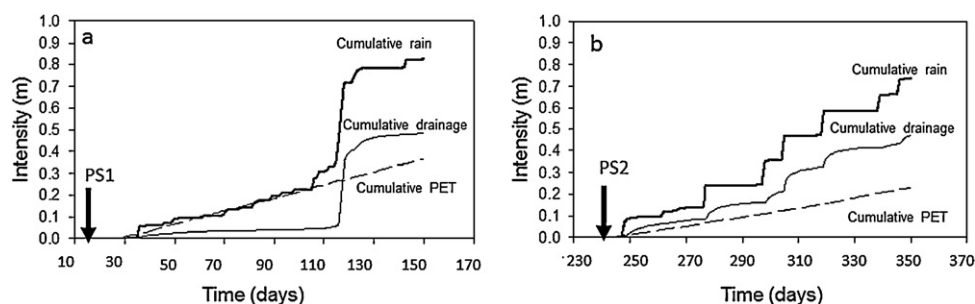 a
Intensity (m)
1.0
0.9
0.8
0.7
0.6
0.5
0.4
0.3
0.2
0.1
0.0
PS1
Cumulative rain
Cumulative drainage
Cumulative PET
10 30 50 70 90 110 130 150 170
Time (days)
b
Intensity (m)
1.0
0.9
0.8
0.7
0.6
0.5
0.4
0.3
0.2
0.1
0.0
PS2
Cumulative rain
Cumulative drainage
Cumulative PET
230 250 270 290 310 330 350 370
Time (days)